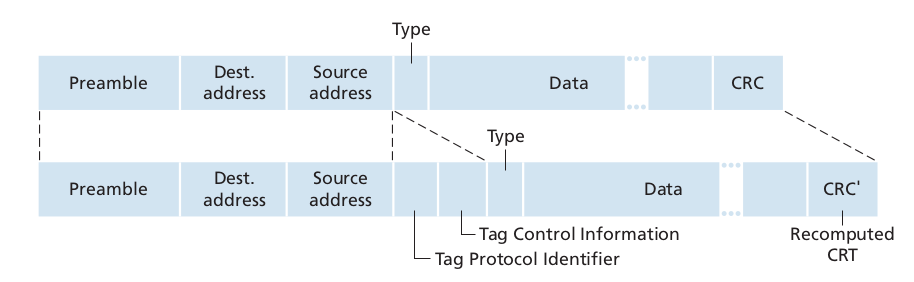 Type
Preamble
Dest.
address
Source
address
Data
CRC
Type
Preamble
Dest.
address
Source
address
Data
CRC'
Tag Control Information
Tag Protocol Identifier
Recomputed
CRT